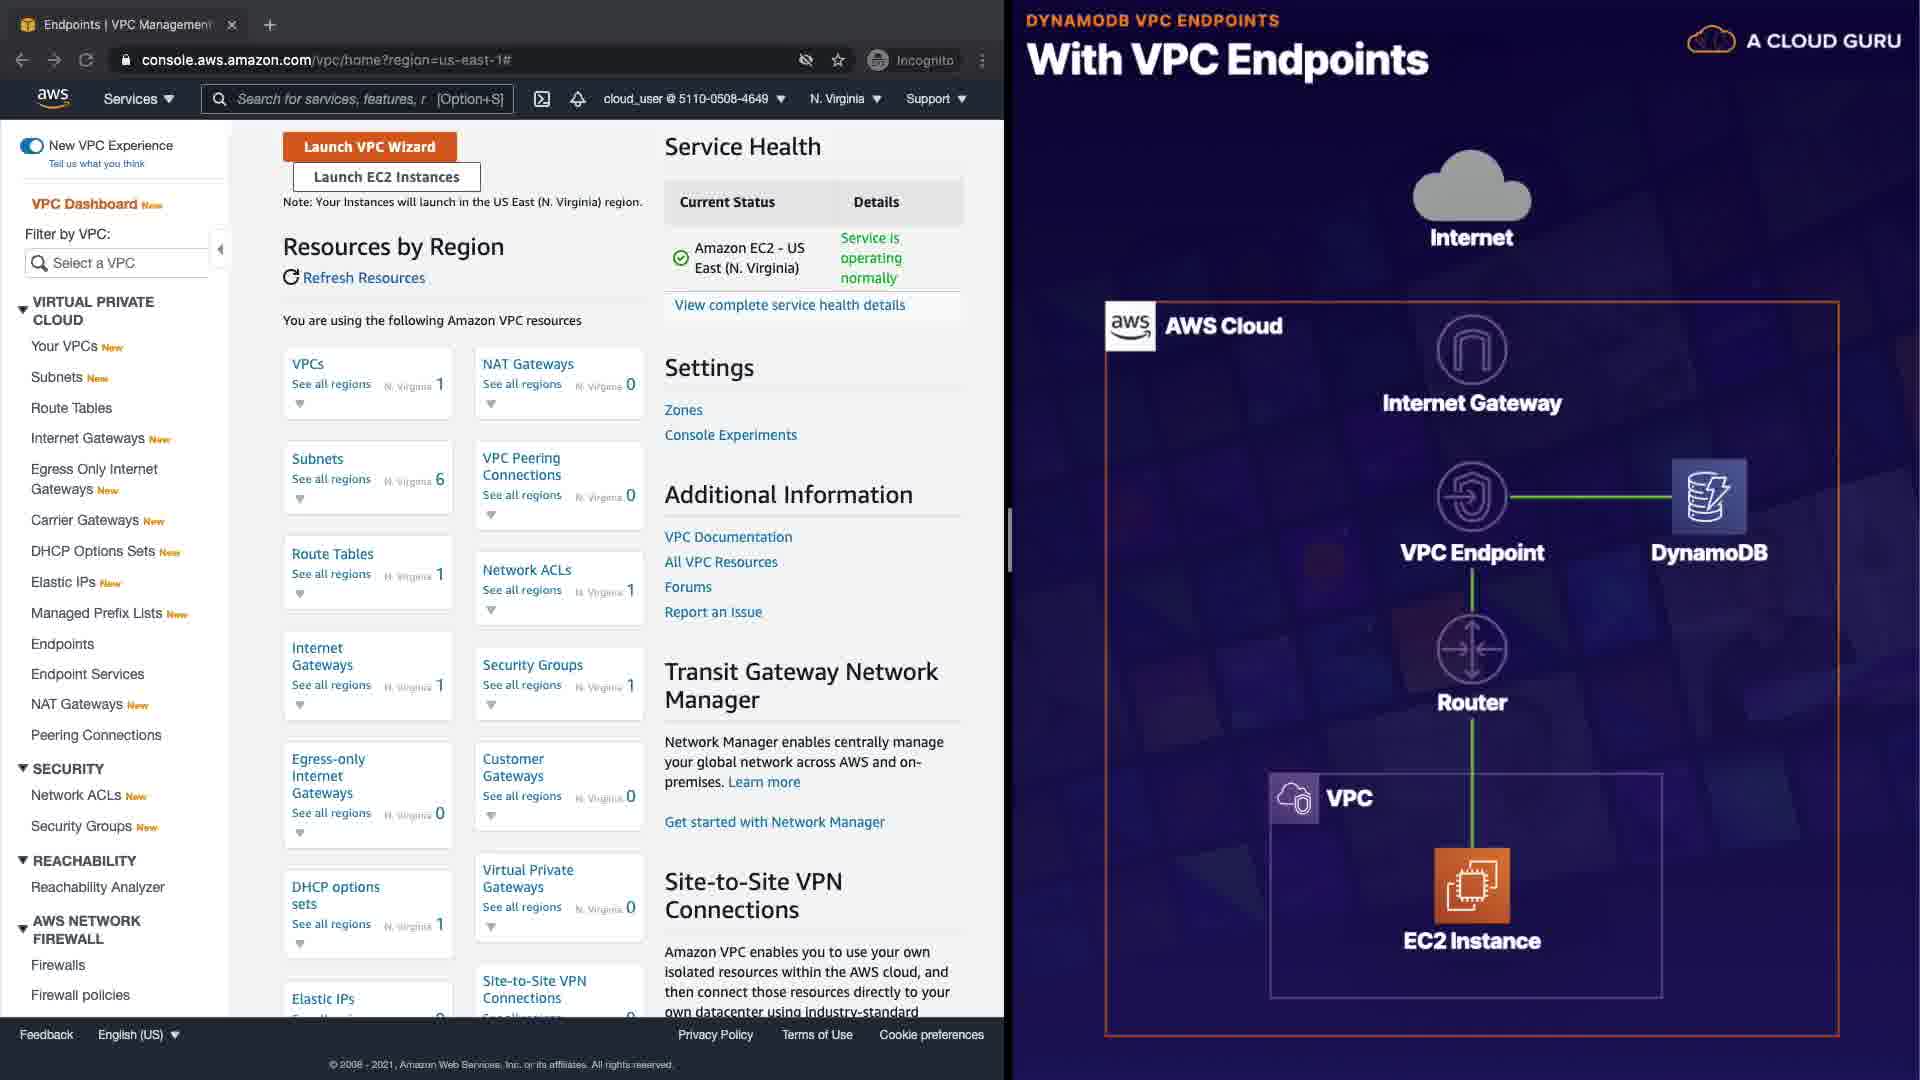 Endpoints | VPC Management
console.aws.amazon.com/vpc/home?region=us-east-1#
Incognito
aws
Services
Search for services, features, r
[Option+S]
cloud_user @ 5110-0508-4649
N. Virginia
Support
New VPC Experience
Tell us what you think
VPC Dashboard New
Filter by VPC:
Select a VPC
VIRTUAL PRIVATE
CLOUD
Your VPCs New
Subnets New
Route Tables
Internet Gateways New
Egress Only Internet
Gateways New
Carrier Gateways New
DHCP Options Sets New
Elastic IPs New
Managed Prefix Lists New
Endpoints
Endpoint Services
NAT Gateways New
Peering Connections
SECURITY
Network ACLs New
Security Groups New
REACHABILITY
Reachability Analyzer
AWS NETWORK
FIREWALL
Firewalls
Firewall policies
Launch VPC Wizard
Launch EC2 Instances
Note: Your Instances will launch in the US East (N. Virginia) region.
Resources by Region
Refresh Resources
You are using the following Amazon VPC resources
VPCs
See all regions N. Virginia 1
Subnets
See all regions N. Virginia 6
Route Tables
See all regions N. Virginia 1
Internet
Gateways
See all regions N. Virginia 1
Egress-only
Internet
Gateways
See all regions N. Virginia 0
DHCP options
sets
See all regions N. Virginia 1
Elastic IPs
NAT Gateways
See all regions N. Virginia 0
VPC Peering
Connections
See all regions N. Virginia 0
Network ACLs
See all regions N. Virginia 1
Security Groups
See all regions N. Virginia 1
Customer
Gateways
See all regions N. Virginia 0
Virtual Private
Gateways
See all regions N. Virginia 0
Site-to-Site VPN
Connections
Service Health
Current Status
Details
Amazon EC2 - US
East (N. Virginia)
Service is
operating
normally
View complete service health details
Settings
Zones
Console Experiments
Additional Information
VPC Documentation
All VPC Resources
Forums
Report an Issue
Transit Gateway Network
Manager
Network Manager enables centrally manage
your global network across AWS and on-
premises. Learn more
Get started with Network Manager
Site-to-Site VPN
Connections
Amazon VPC enables you to use your own
isolated resources within the AWS cloud, and
then connect those resources directly to your
own datacenter using industry-standard
Feedback
English (US)
Privacy Policy
Terms of Use
Cookie preferences
© 2008 - 2021, Amazon Web Services, Inc. or its affiliates. All rights reserved.
DYNAMODB VPC ENDPOINTS
With VPC Endpoints
A CLOUD GURU
Internet
aws
AWS Cloud
Internet Gateway
VPC Endpoint
DynamoDB
Router
VPC
EC2 Instance